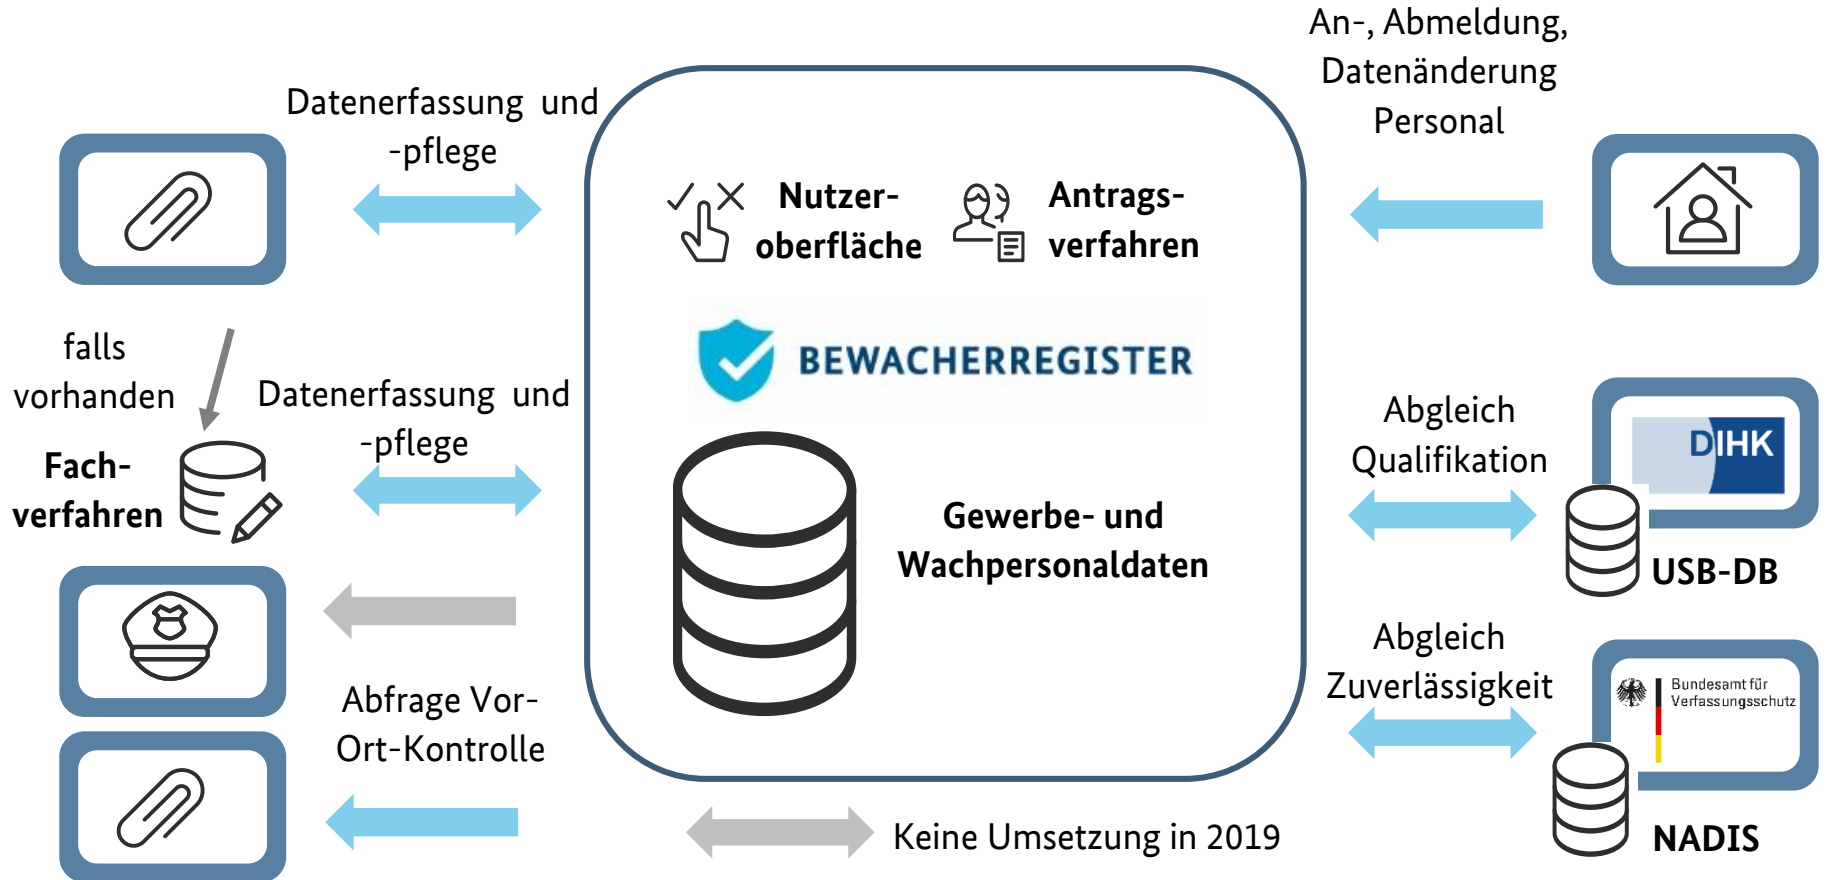 An-, Abmeldung,
Datenänderung
Personal
Datenerfassung und
-pflege
Nutzer-
oberfläche
Antrags-
verfahren
BEWACHERREGISTER
falls
vorhanden
Datenerfassung und
-pflege
Fach-
verfahren
Gewerbe- und
Wachpersonaldaten
Abgleich
Qualifikation
DIHK
USB-DB
Abgleich
Zuverlässigkeit
Bundesamt für
Verfassungsschutz
NADIS
Abfrage Vor-
Ort-Kontrolle
Keine Umsetzung in 2019